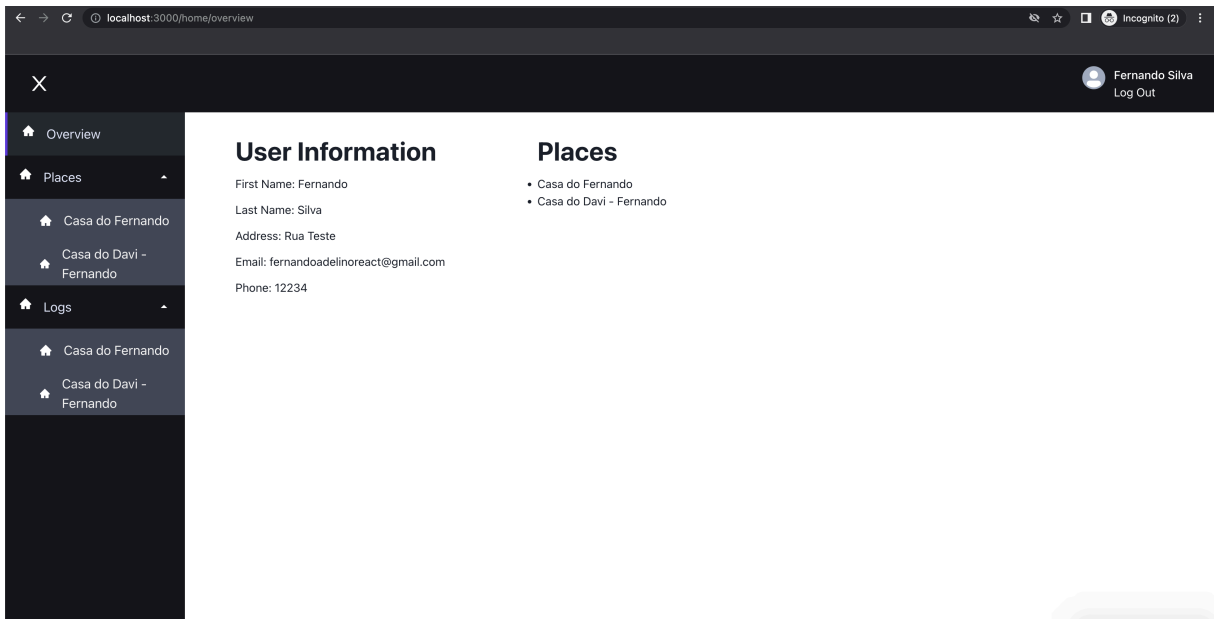 localhost:3000/home/overview
Incognito (2)
X
Fernando Silva
Log Out
Overview
Places
Casa do Fernando
Casa do Davi -
Fernando
Logs
Casa do Fernando
Casa do Davi -
Fernando
User Information
First Name: Fernando
Last Name: Silva
Address: Rua Teste
Email: fernandoadelinoreact@gmail.com
Phone: 12234
Places
• Casa do Fernando
• Casa do Davi - Fernando